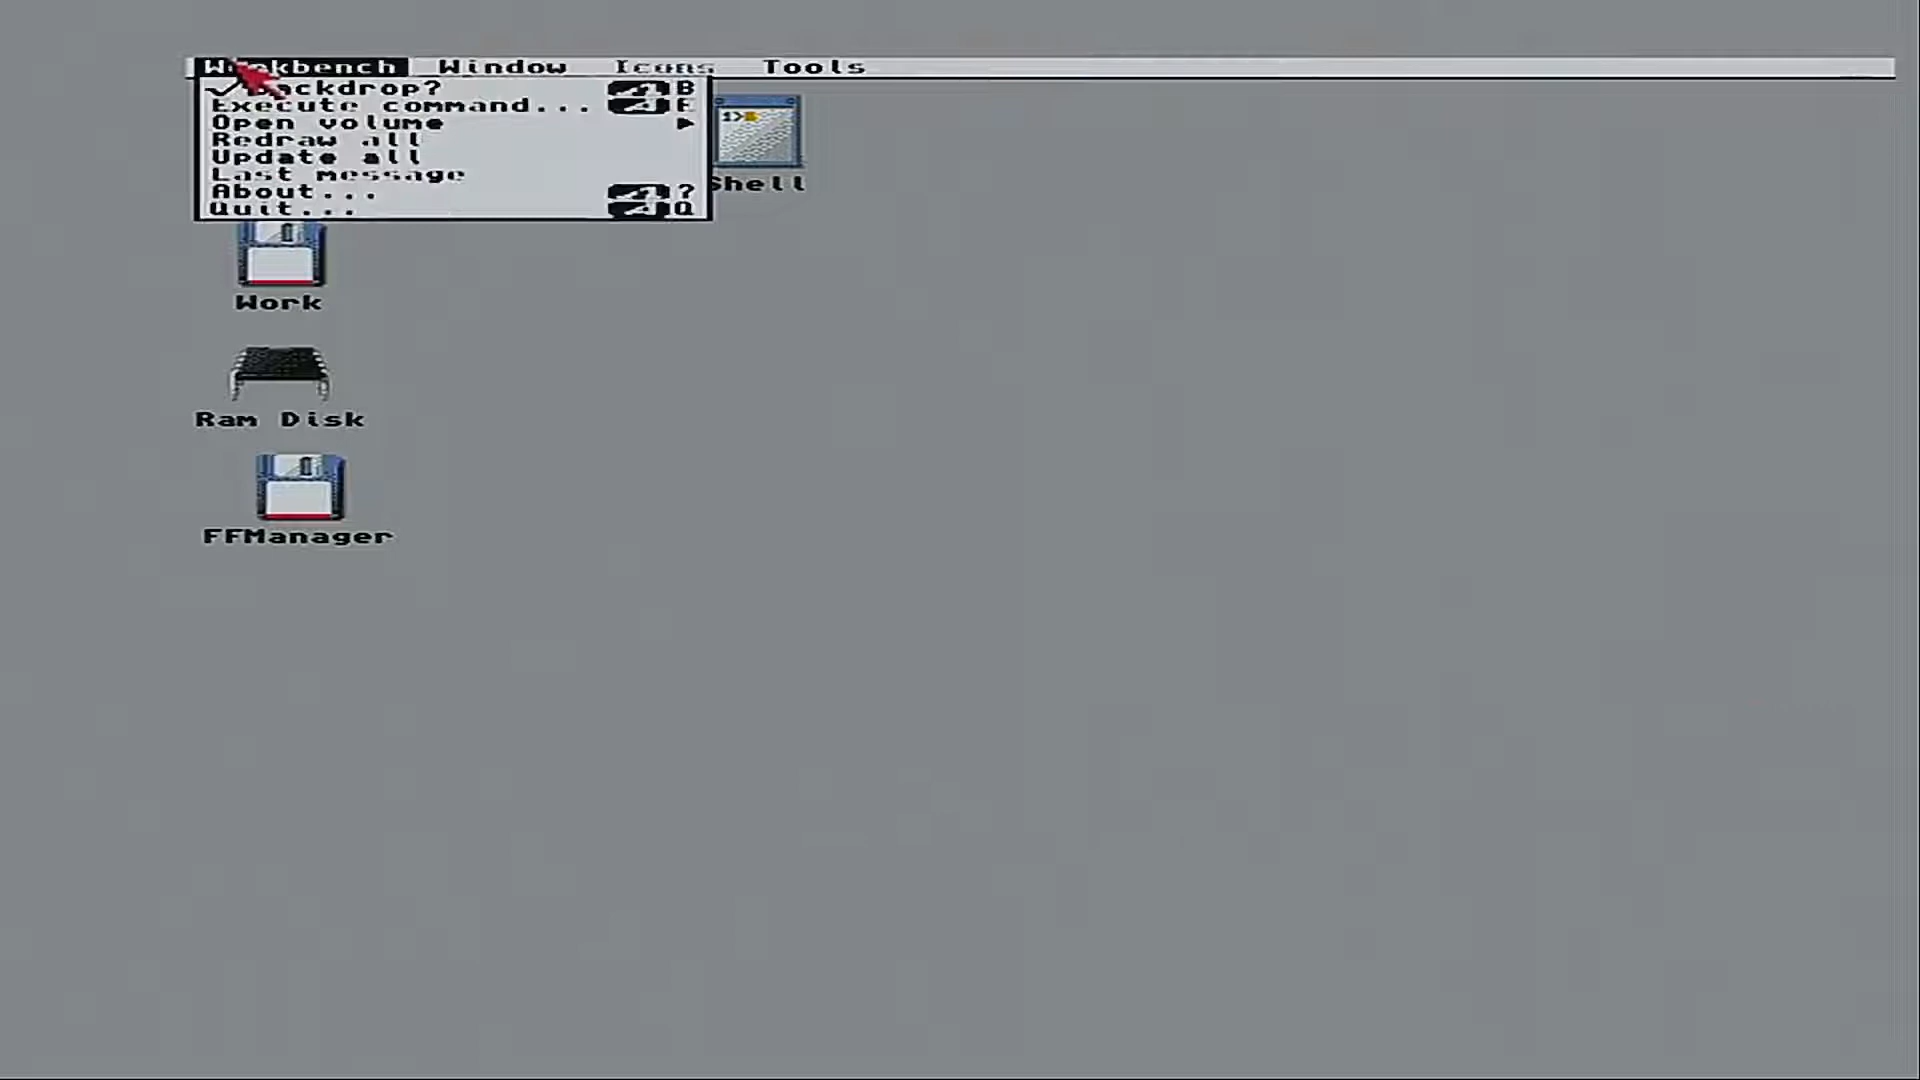 Workbench Window Icons Tools
Backdrop? B
Execute command... E
Open volume
Redraw all
Update all
Last message
About... ?
Quit... Q
1>
Shell
Work
Ram Disk
FFManager